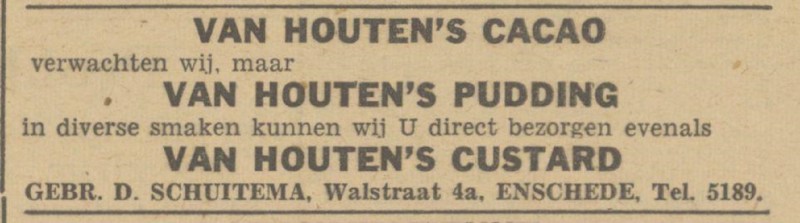 VAN HOUTEN'S CACAO
verwachten wij, maar
VAN HOUTEN'S PUDDING
in diverse smaken kunnen wij U direct bezorgen evenals
VAN HOUTEN'S CUSTARD
GEBR. D. SCHUITEMA, Walstraat 4a, ENSCHEDE, Tel. 5189.